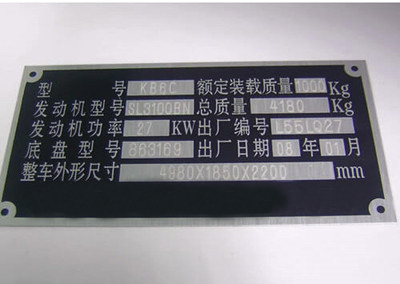 型号 KB6C 额定装载质量 1000 Kg
发动机型号 SL3100BN 总质量 4180 Kg
发动机功率 27 KW 出厂编号 L55LQ27
底盘型号 863169 出厂日期 08 年 01 月
整车外形尺寸 4980X1850X2200 mm